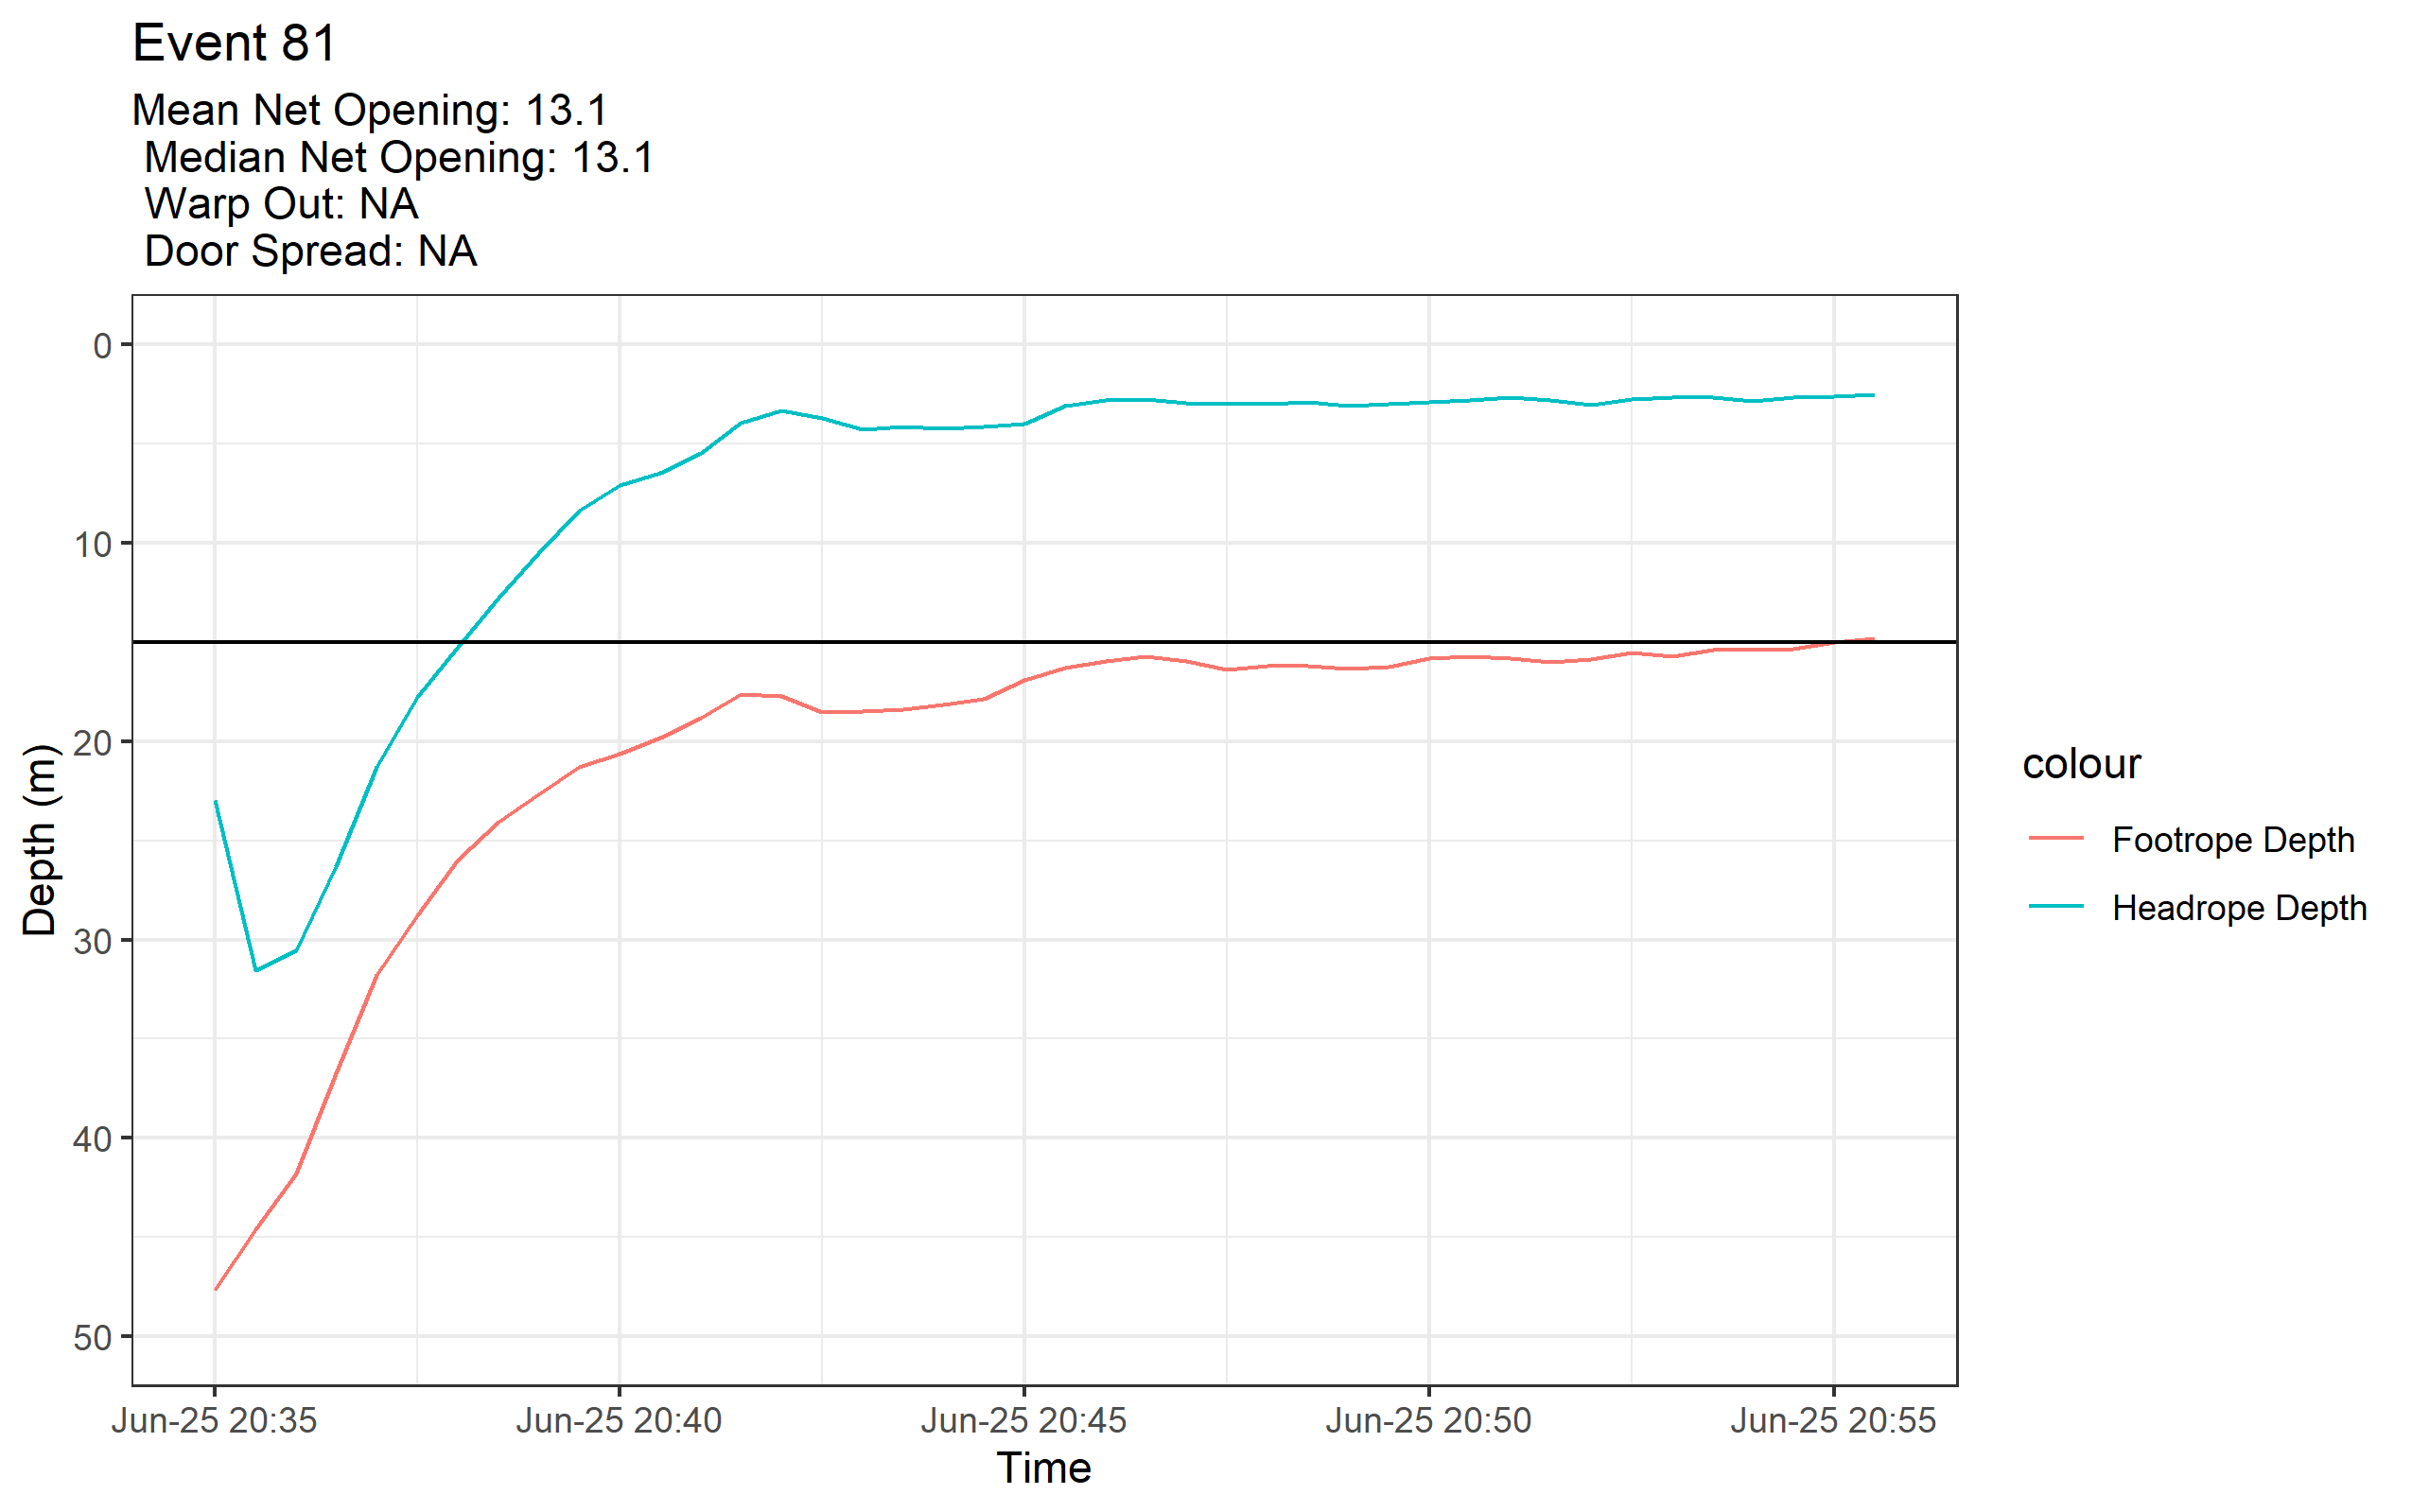 Event 81
Mean Net Opening: 13.1
Median Net Opening: 13.1
Warp Out: NA
Door Spread: NA
0
10
20
30
40
50
Depth (m)
Jun-25 20:35
Jun-25 20:40
Jun-25 20:45
Jun-25 20:50
Jun-25 20:55
Time
colour
Footrope Depth
Headrope Depth